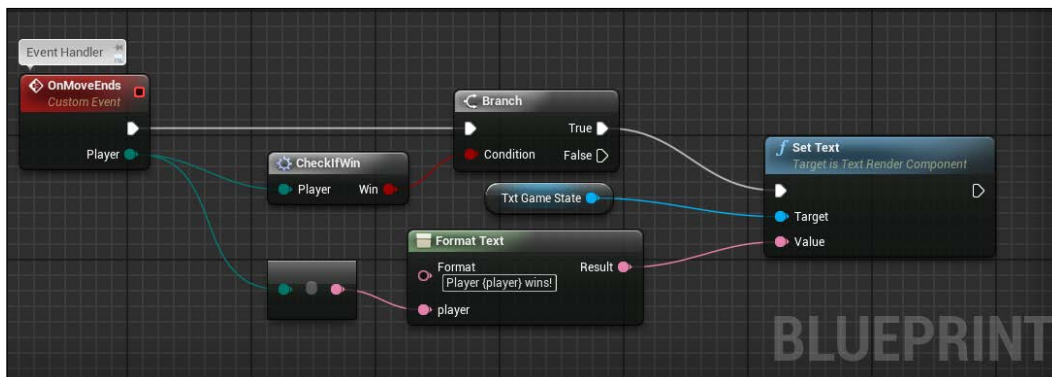 Event Handler
OnMoveEnds
Custom Event
Player
CheckIfWin
Player Win
Branch
True
Condition False
Txt Game State
Format Text
Format Result
Player {player} wins!
player
f Set Text
Target is Text Render Component
Target
Value
BLUEPRINT